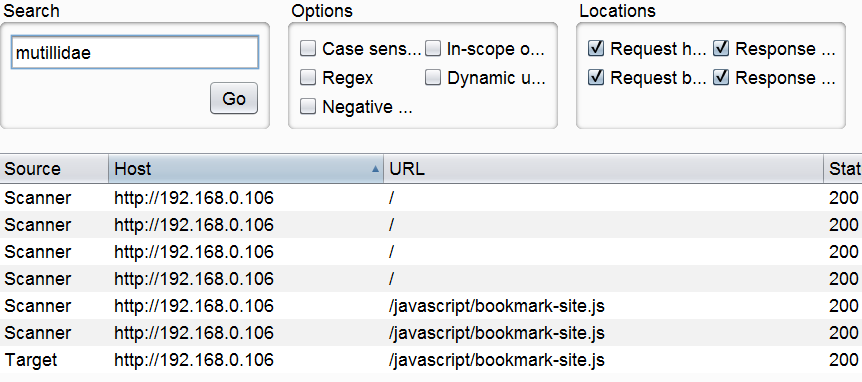 Search Options Locations
mutillidae Case sens... In-scope o... Request h... Response ...
Regex Dynamic u... Request b... Response ...
Go Negative ...
Source Host URL Stat
Scanner http://192.168.0.106 / 200
Scanner http://192.168.0.106 / 200
Scanner http://192.168.0.106 / 200
Scanner http://192.168.0.106 / 200
Scanner http://192.168.0.106 /javascript/bookmark-site.js 200
Scanner http://192.168.0.106 /javascript/bookmark-site.js 200
Target http://192.168.0.106 /javascript/bookmark-site.js 200